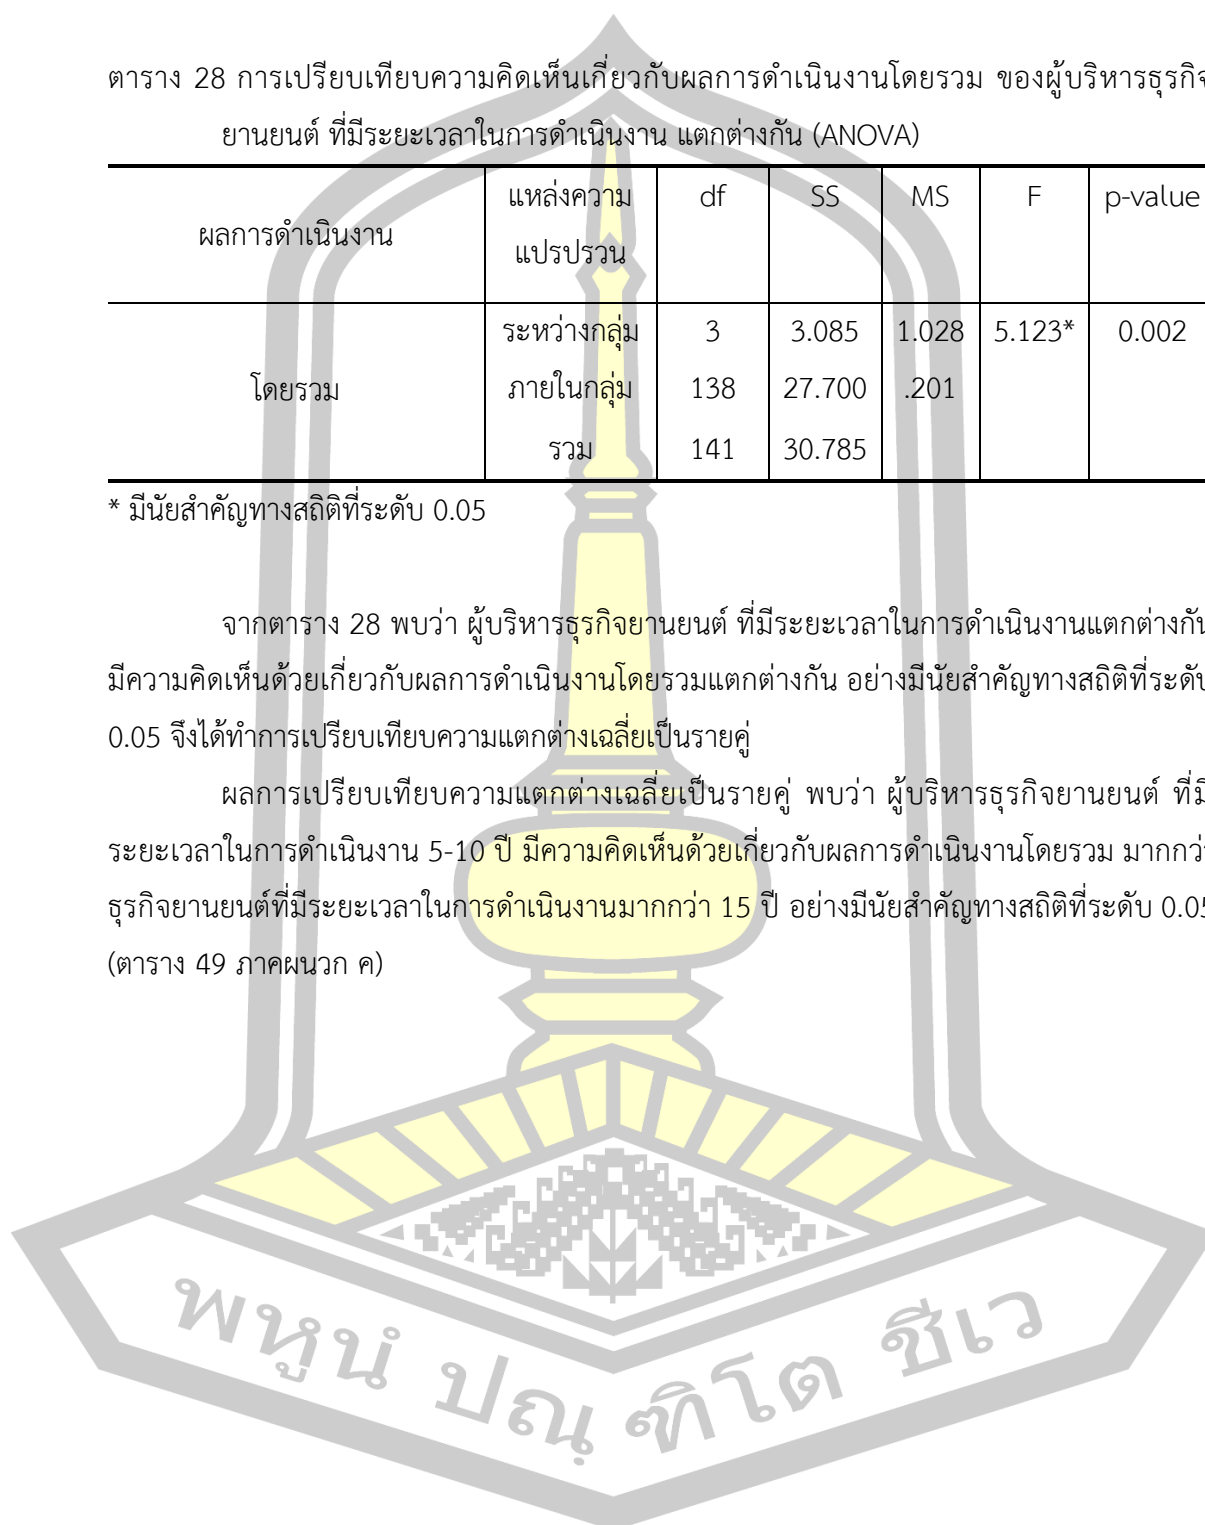 ตาราง 28 การเปรียบเทียบความคิดเห็นเกี่ยวกับผลการดำเนินงานโดยรวม ของผู้บริหารธุรกิจ
ยานยนต์ ที่มีระยะเวลาในการดำเนินงาน แตกต่างกัน (ANOVA)
ผลการดำเนินงาน แหล่งความแปรปรวน df SS MS F p-value
โดยรวม ระหว่างกลุ่ม 3 3.085 1.028 5.123* 0.002
ภายในกลุ่ม 138 27.700 .201
รวม 141 30.785
* มีนัยสำคัญทางสถิติที่ระดับ 0.05
จากตาราง 28 พบว่า ผู้บริหารธุรกิจยานยนต์ ที่มีระยะเวลาในการดำเนินงานแตกต่างกัน
มีความคิดเห็นด้วยเกี่ยวกับผลการดำเนินงานโดยรวมแตกต่างกัน อย่างมีนัยสำคัญทางสถิติที่ระดับ
0.05 จึงได้ทำการเปรียบเทียบความแตกต่างเฉลี่ยเป็นรายคู่
ผลการเปรียบเทียบความแตกต่างเฉลี่ยเป็นรายคู่ พบว่า ผู้บริหารธุรกิจยานยนต์ ที่มี
ระยะเวลาในการดำเนินงาน 5-10 ปี มีความคิดเห็นด้วยเกี่ยวกับผลการดำเนินงานโดยรวม มากกว่า
ธุรกิจยานยนต์ที่มีระยะเวลาในการดำเนินงานมากกว่า 15 ปี อย่างมีนัยสำคัญทางสถิติที่ระดับ 0.05
(ตาราง 49 ภาคผนวก ค)
พหูนํ ปณฺฑิโต ชีเว